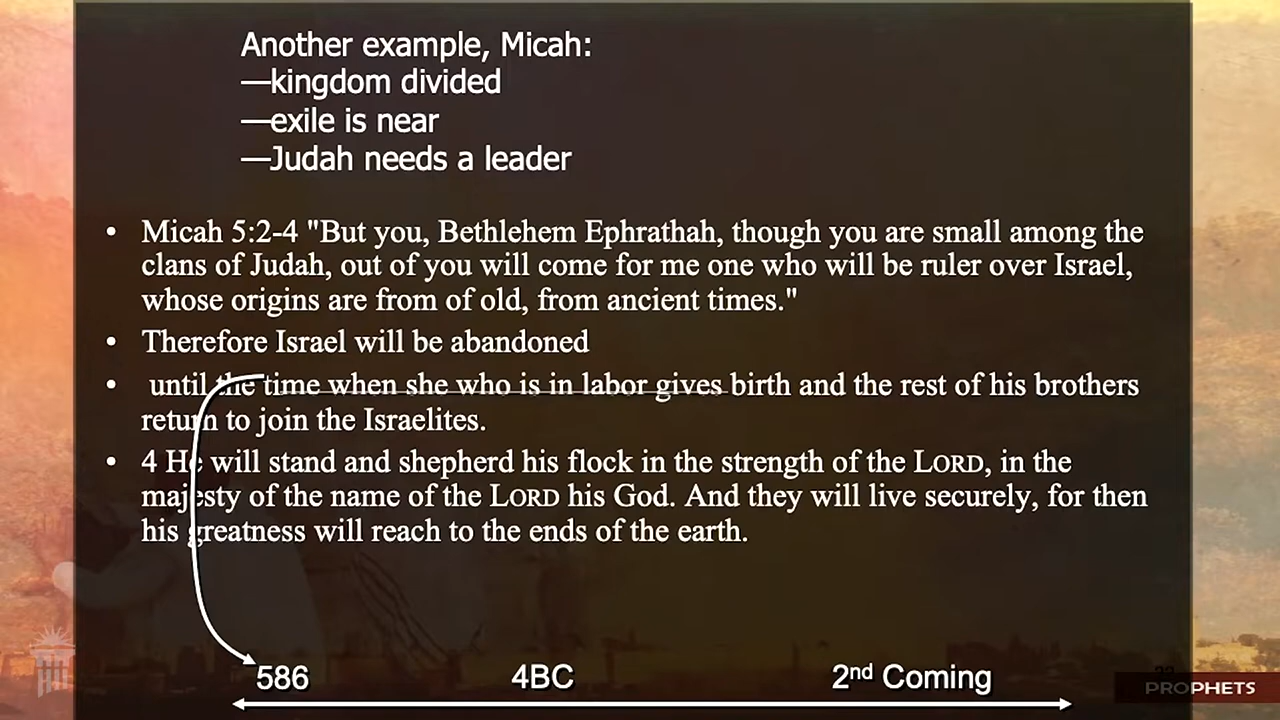 Another example, Micah:
—kingdom divided
—exile is near
—Judah needs a leader
• Micah 5:2-4 "But you, Bethlehem Ephrathah, though you are small among the
clans of Judah, out of you will come for me one who will be ruler over Israel,
whose origins are from of old, from ancient times."
• Therefore Israel will be abandoned
• until the time when she who is in labor gives birth and the rest of his brothers
return to join the Israelites.
• 4 He will stand and shepherd his flock in the strength of the LORD, in the
majesty of the name of the LORD his God. And they will live securely, for then
his greatness will reach to the ends of the earth.
586 4BC 2nd Coming
PROPHETS